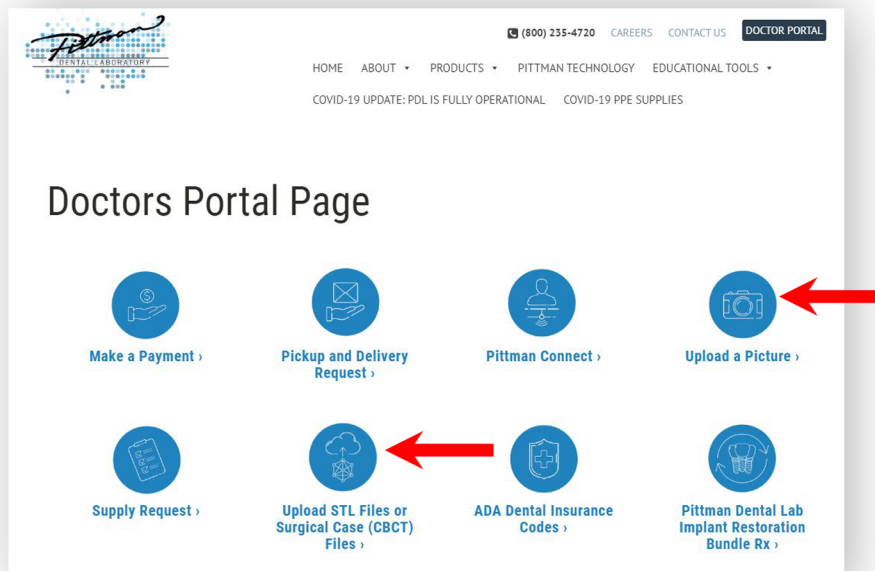 Pittman
DENTAL LABORATORY
(800) 235-4720 CAREERS CONTACT US DOCTOR PORTAL
HOME ABOUT PRODUCTS PITTMAN TECHNOLOGY EDUCATIONAL TOOLS
COVID-19 UPDATE: PDL IS FULLY OPERATIONAL COVID-19 PPE SUPPLIES
Doctors Portal Page
Make a Payment ›
Pickup and Delivery
Request ›
Pittman Connect ›
Upload a Picture ›
Supply Request ›
Upload STL Files or
Surgical Case (CBCT)
Files ›
ADA Dental Insurance
Codes ›
Pittman Dental Lab
Implant Restoration
Bundle Rx ›